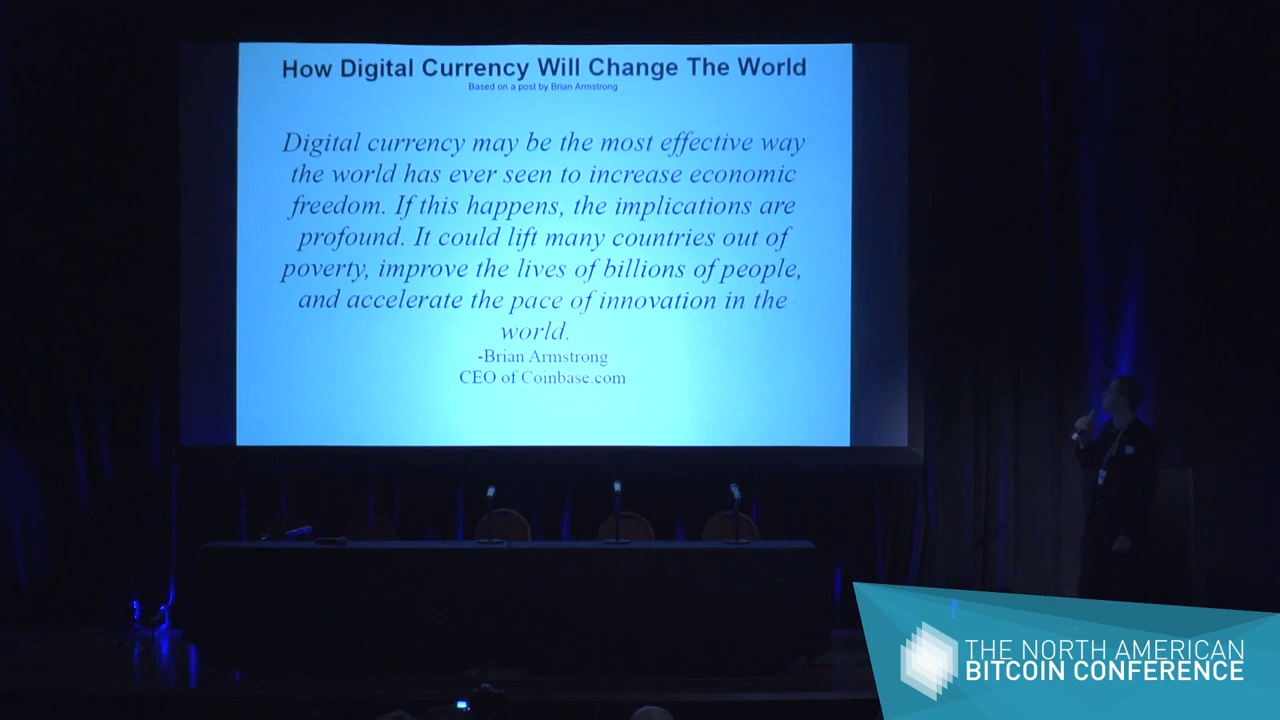 How Digital Currency Will Change The World
Based on a post by Brian Armstrong
Digital currency may be the most effective way
the world has ever seen to increase economic
freedom. If this happens, the implications are
profound. It could lift many countries out of
poverty, improve the lives of billions of people,
and accelerate the pace of innovation in the
world.
-Brian Armstrong
CEO of Coinbase.com
THE NORTH AMERICAN
BITCOIN CONFERENCE